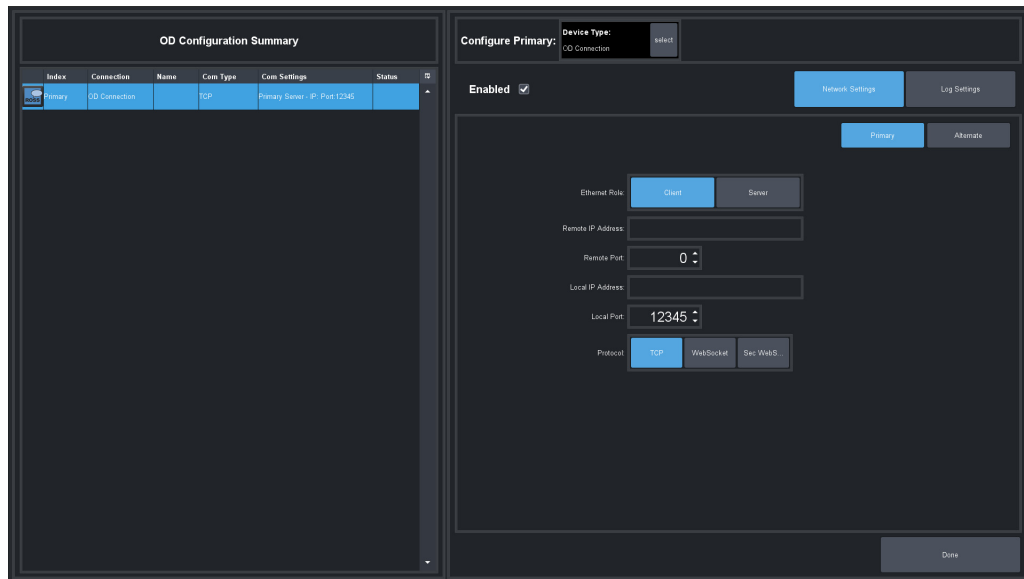 OD Configuration Summary
Index Connection Name Com Type Com Settings Status
Primary OD Connection TCP Primary Server - IP: Port:12345
Configure Primary:
Device Type:
OD Connection
select
Enabled
Network Settings Log Settings
Primary Alternate
Ethernet Role: Client Server
Remote IP Address:
Remote Port: 0
Local IP Address:
Local Port: 12345
Protocol: TCP WebSocket Sec WebS...
Done